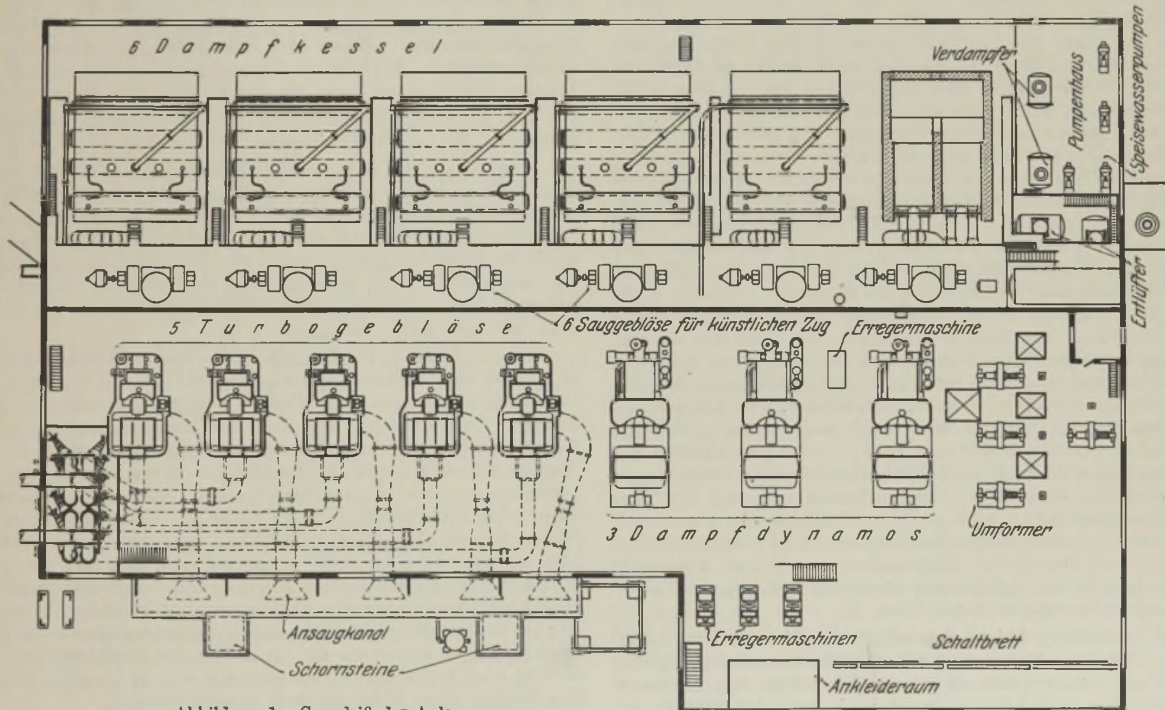 6 Dampfkessel
Verdampfer
Pumpenhaus
Speisewasserpumpen
Entlüfter
5 Turbogebläse
6 Sauggebläse für künstlichen Zug
Erregermaschine
3 Dampfdynamos
Umformer
Ansaugkanal
Schornsteine
Erregermaschinen
Schaltbrett
Ankleideraum